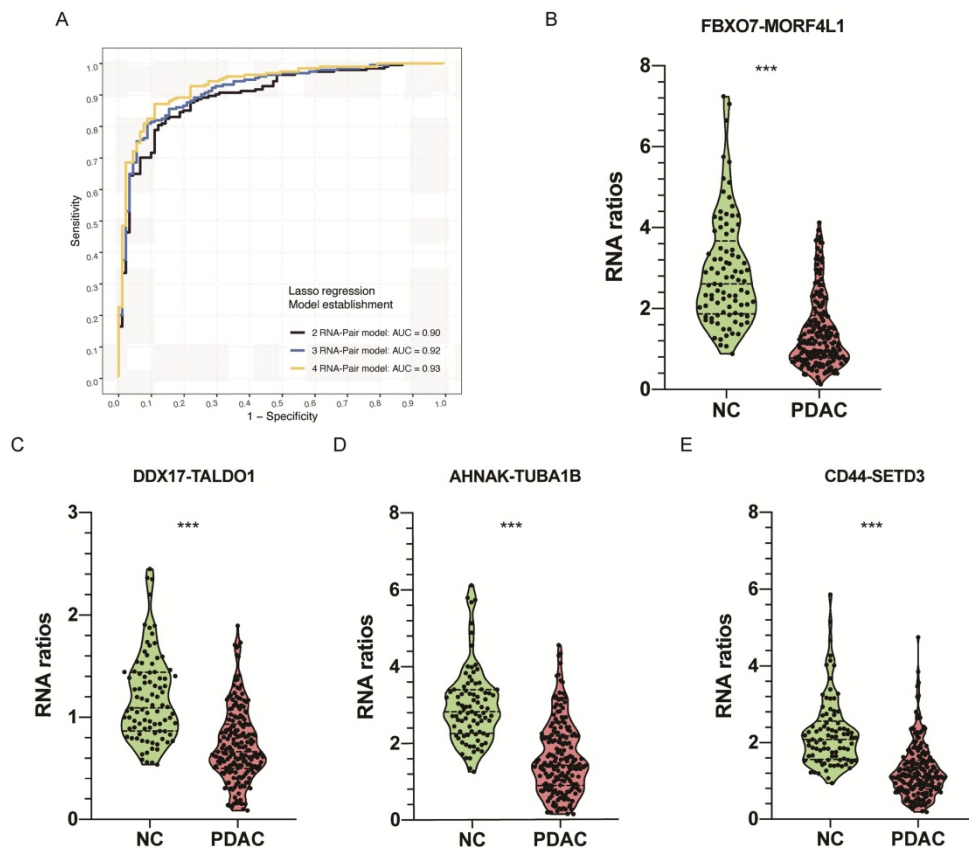 A
1.0
0.9
0.8
0.7
0.6
0.5
0.4
0.3
0.2
0.1
0.0
Sensitivity
Lasso regression
Model establishment
2 RNA-Pair model: AUC = 0.90
3 RNA-Pair model: AUC = 0.92
4 RNA-Pair model: AUC = 0.93
0.0 0.1 0.2 0.3 0.4 0.5 0.6 0.7 0.8 0.9 1.0
1 - Specificity
B
FBXO7-MORF4L1
***
8
6
4
2
0
RNA ratios
NC PDAC
C
DDX17-TALDO1
***
3
2
1
0
RNA ratios
NC PDAC
D
AHNAK-TUBA1B
***
8
6
4
2
0
RNA ratios
NC PDAC
E
CD44-SETD3
***
8
6
4
2
0
RNA ratios
NC PDAC